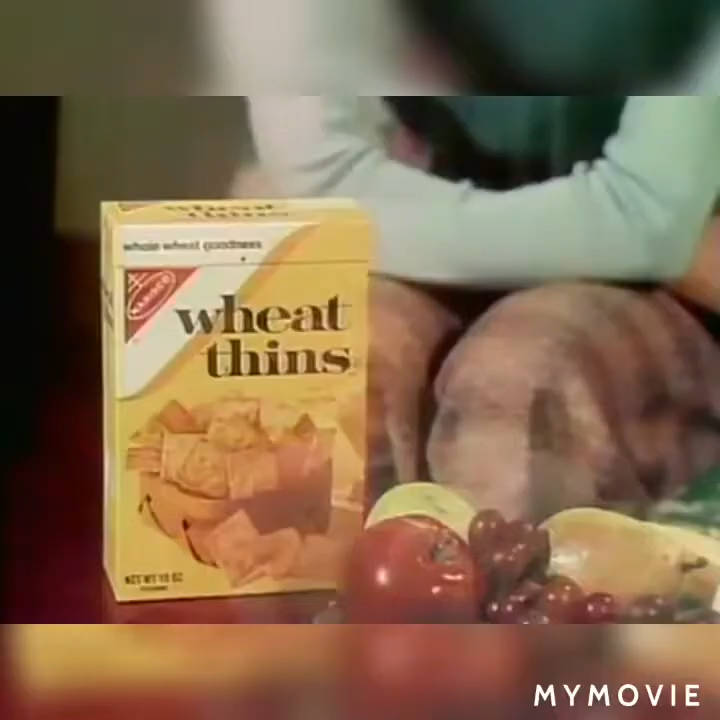 wheat
thins
whole wheat goodness
NABISCO
wheat
thins
NET WT 10 OZ
MYMOVIE